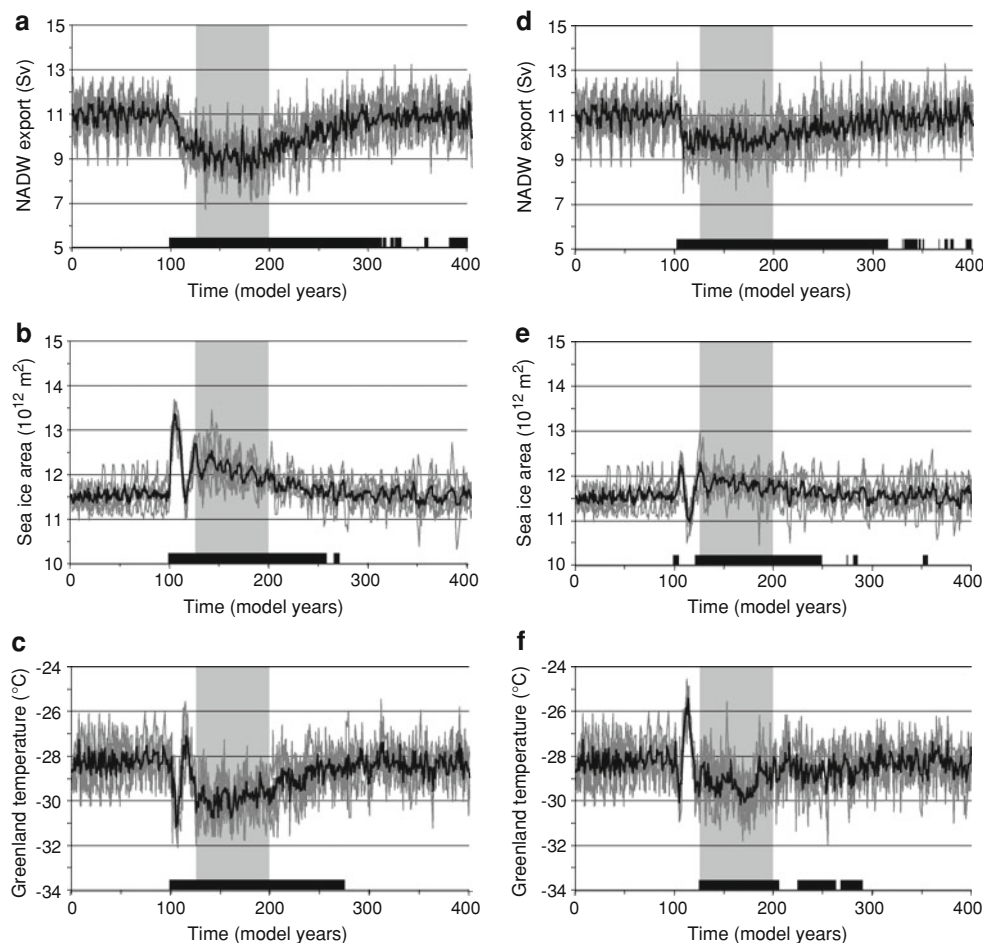 a
15
13
11
9
7
5
NADW export (Sv)
0 100 200 300 400
Time (model years)
d
15
13
11
9
7
5
NADW export (Sv)
0 100 200 300 400
Time (model years)
b
15
14
13
12
11
10
Sea ice area (10¹² m²)
0 100 200 300 400
Time (model years)
e
15
14
13
12
11
10
Sea ice area (10¹² m²)
0 100 200 300 400
Time (model years)
c
-24
-26
-28
-30
-32
-34
Greenland temperature (°C)
0 100 200 300 400
Time (model years)
f
-24
-26
-28
-30
-32
-34
Greenland temperature (°C)
0 100 200 300 400
Time (model years)